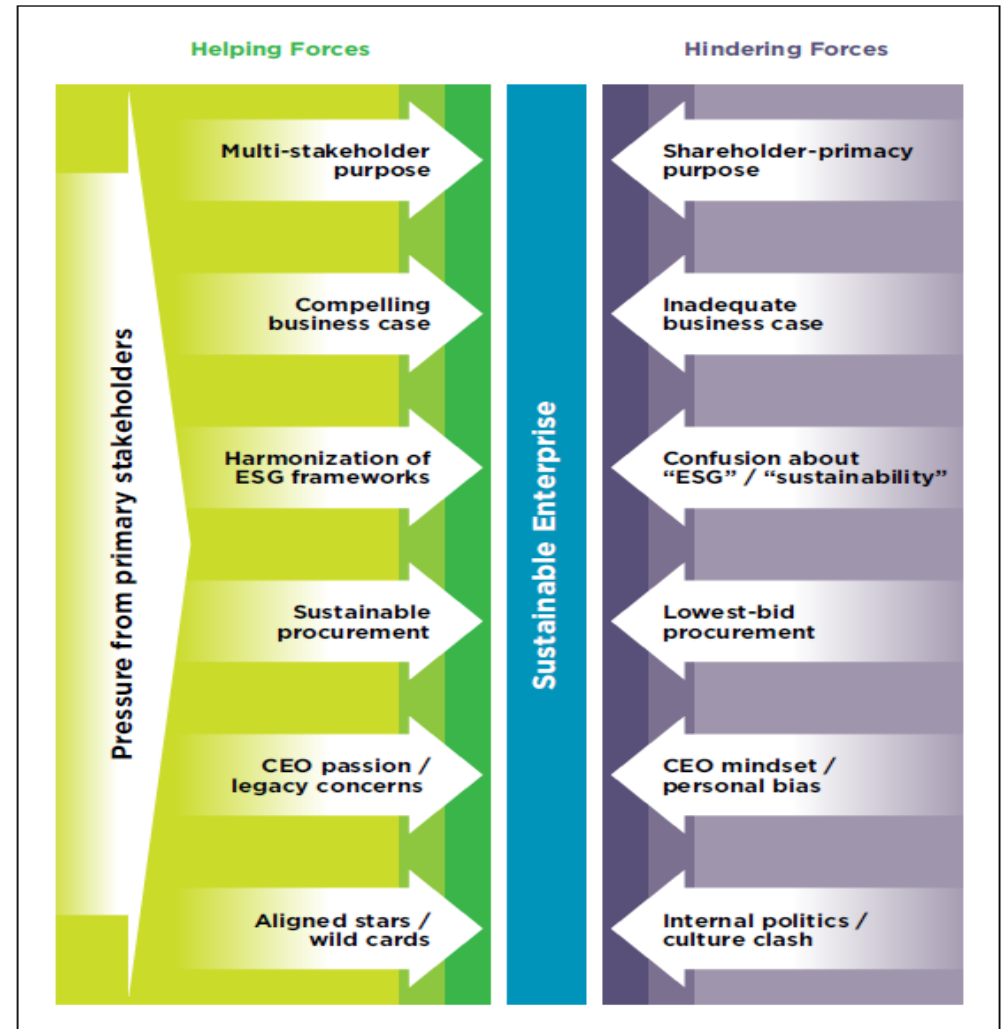 Helping Forces
Hindering Forces
Pressure from primary stakeholders
Multi-stakeholder
purpose
Compelling
business case
Harmonization of
ESG frameworks
Sustainable
procurement
CEO passion /
legacy concerns
Aligned stars /
wild cards
Sustainable Enterprise
Shareholder-primacy
purpose
Inadequate
business case
Confusion about
“ESG” / “sustainability”
Lowest-bid
procurement
CEO mindset /
personal bias
Internal politics /
culture clash